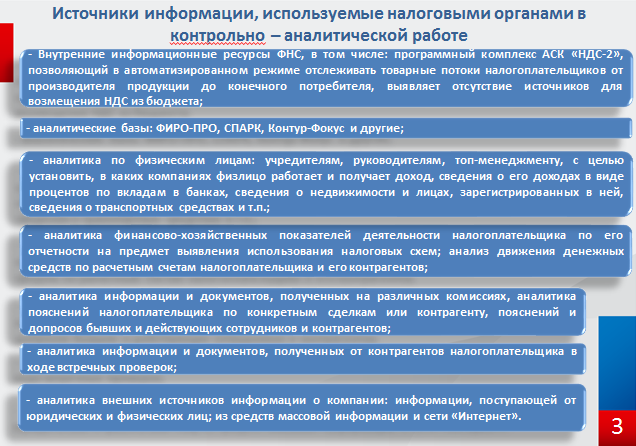 Источники информации, используемые налоговыми органами в
контрольно – аналитической работе
- Внутренние информационные ресурсы ФНС, в том числе: программный комплекс АСК «НДС-2»,
позволяющий в автоматизированном режиме отслеживать товарные потоки налогоплательщиков от
производителя продукции до конечного потребителя, выявляет отсутствие источников для
возмещения НДС из бюджета;
- аналитические базы: ФИРО-ПРО, СПАРК, Контур-Фокус и другие;
- аналитика по физическим лицам: учредителям, руководителям, топ-менеджменту, с целью
установить, в каких компаниях физлицо работает и получает доход, сведения о его доходах в виде
процентов по вкладам в банках, сведения о недвижимости и лицах, зарегистрированных в ней,
сведения о транспортных средствах и т.п.;
- аналитика финансово-хозяйственных показателей деятельности налогоплательщика по его
отчетности на предмет выявления использования налоговых схем; анализ движения денежных
средств по расчетным счетам налогоплательщика и его контрагентов;
- аналитика информации и документов, полученных на различных комиссиях, аналитика
пояснений налогоплательщика по конкретным сделкам или контрагенту, пояснений и
допросов бывших и действующих сотрудников и контрагентов;
- аналитика информации и документов, полученных от контрагентов налогоплательщика в
ходе встречных проверок;
- аналитика внешних источников информации о компании: информации, поступающей от
юридических и физических лиц; из средств массовой информации и сети «Интернет».
3